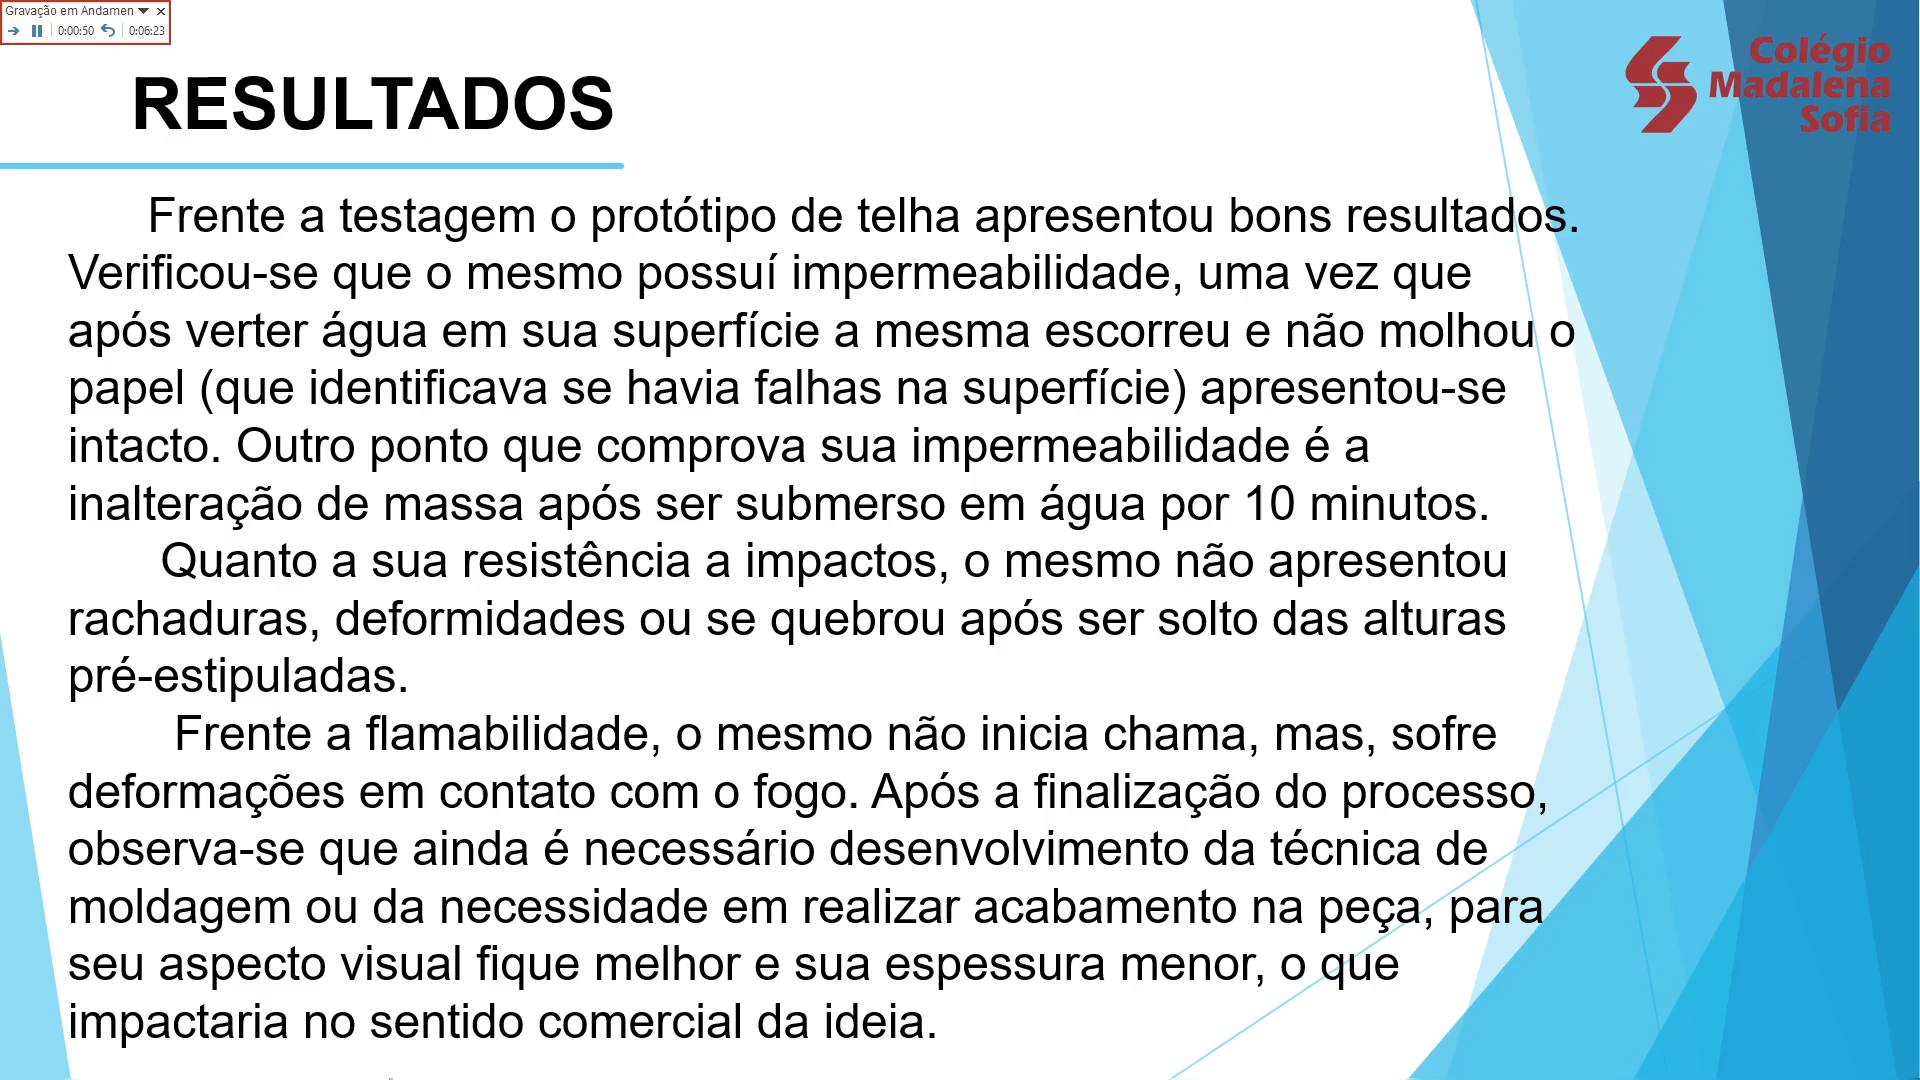 Gravação em Andamen
0:00:50 0:06:23
Colégio
Madalena
Sofia
RESULTADOS
Frente a testagem o protótipo de telha apresentou bons resultados.
Verificou-se que o mesmo possuí impermeabilidade, uma vez que
após verter água em sua superfície a mesma escorreu e não molhou o
papel (que identificava se havia falhas na superfície) apresentou-se
intacto. Outro ponto que comprova sua impermeabilidade é a
inalteração de massa após ser submerso em água por 10 minutos.
Quanto a sua resistência a impactos, o mesmo não apresentou
rachaduras, deformidades ou se quebrou após ser solto das alturas
pré-estipuladas.
Frente a flamabilidade, o mesmo não inicia chama, mas, sofre
deformações em contato com o fogo. Após a finalização do processo,
observa-se que ainda é necessário desenvolvimento da técnica de
moldagem ou da necessidade em realizar acabamento na peça, para
seu aspecto visual fique melhor e sua espessura menor, o que
impactaria no sentido comercial da ideia.